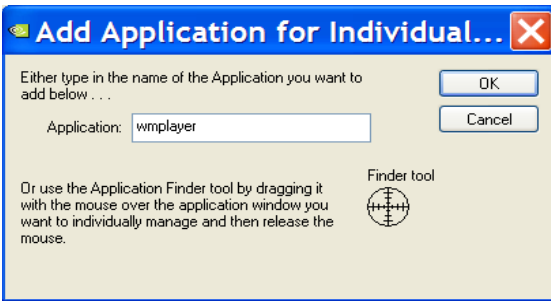 Add Application for Individual...
Either type in the name of the Application you want to
add below . . .
OK
Application: wmplayer
Cancel
Finder tool
Or use the Application Finder tool by dragging it
with the mouse over the application window you
want to individually manage and then release the
mouse.